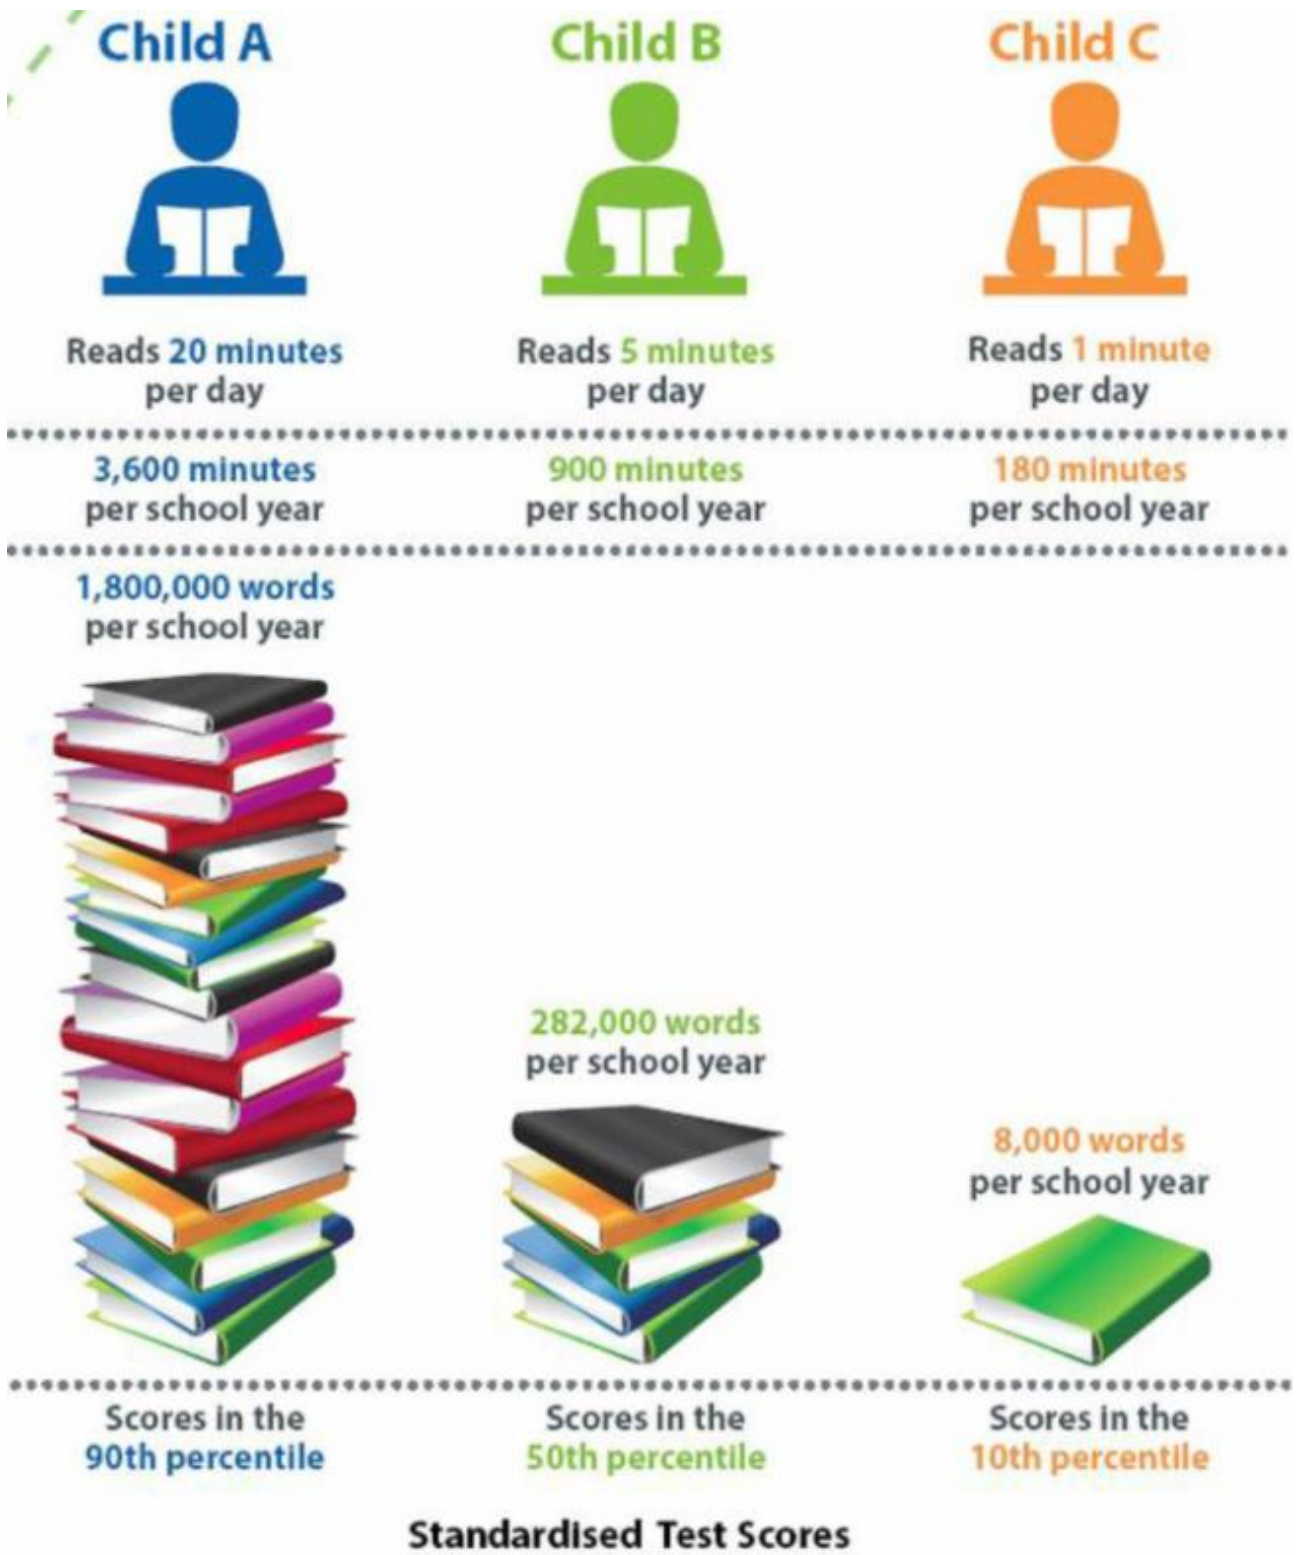 Child A
Child B
Child C
Reads 20 minutes
per day
Reads 5 minutes
per day
Reads 1 minute
per day
3,600 minutes
per school year
900 minutes
per school year
180 minutes
per school year
1,800,000 words
per school year
282,000 words
per school year
8,000 words
per school year
Scores in the
90th percentile
Scores in the
50th percentile
Scores in the
10th percentile
Standardised Test Scores